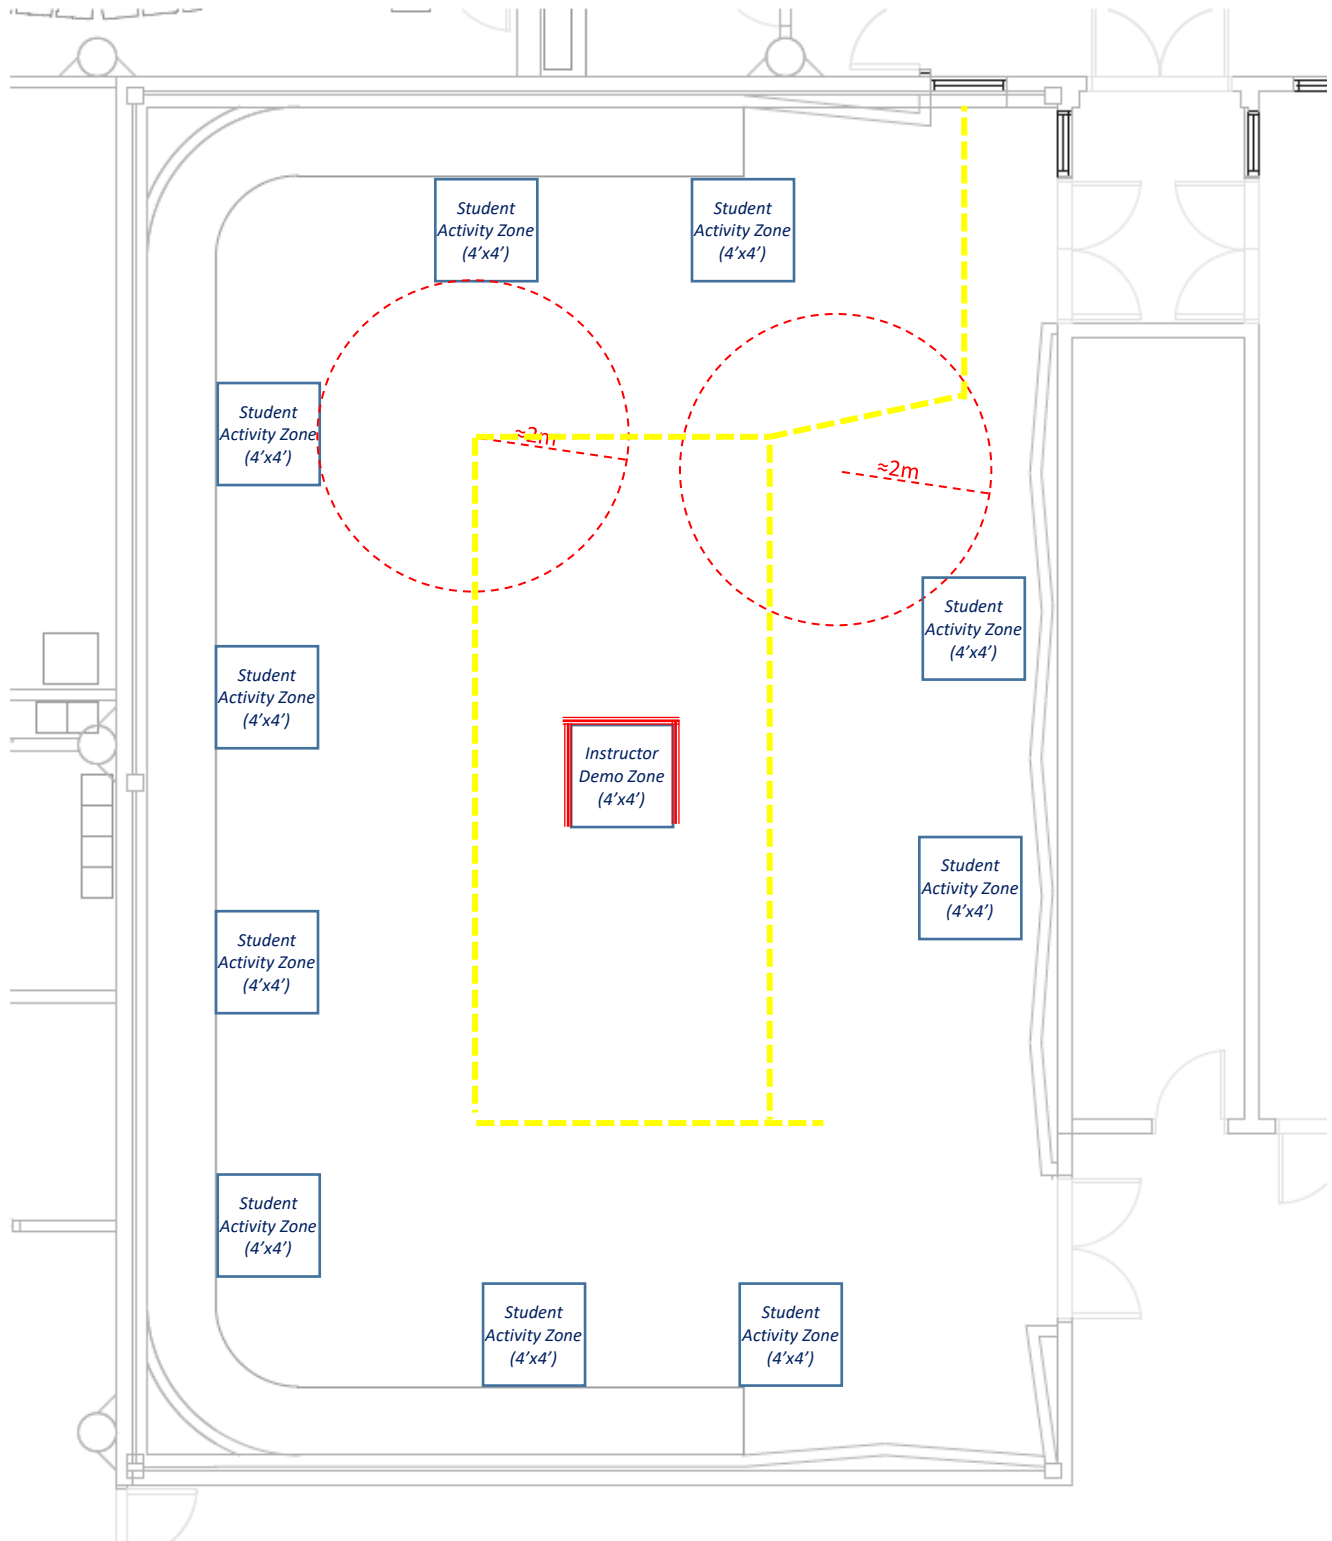 Student
Activity Zone
(4’x4’)
Student
Activity Zone
(4’x4’)
Student
Activity Zone
(4’x4’)
≈2m
≈2m
Student
Activity Zone
(4’x4’)
Student
Activity Zone
(4’x4’)
Instructor
Demo Zone
(4’x4’)
Student
Activity Zone
(4’x4’)
Student
Activity Zone
(4’x4’)
Student
Activity Zone
(4’x4’)
Student
Activity Zone
(4’x4’)
Student
Activity Zone
(4’x4’)